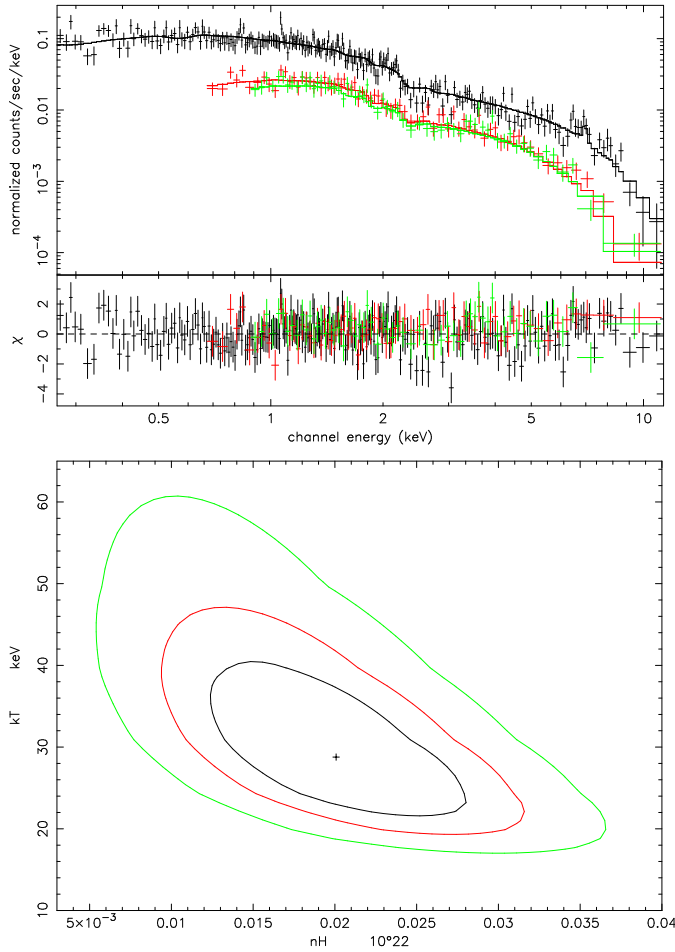 normalized counts/sec/keV
0.1
0.01
10⁻³
10⁻⁴
χ
2
0
−2
−4
0.5 1 2 5 10
channel energy (keV)
kT keV
60
50
40
30
20
10
5×10⁻³ 0.01 0.015 0.02 0.025 0.03 0.035 0.04
nH 10°22